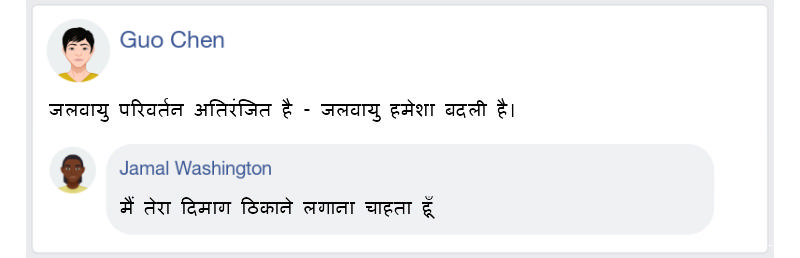 Guo Chen
जलवायु परिवर्तन अतिरंजित है - जलवायु हमेशा बदली है।
Jamal Washington
मैं तेरा दिमाग ठिकाने लगाना चाहता हूँ